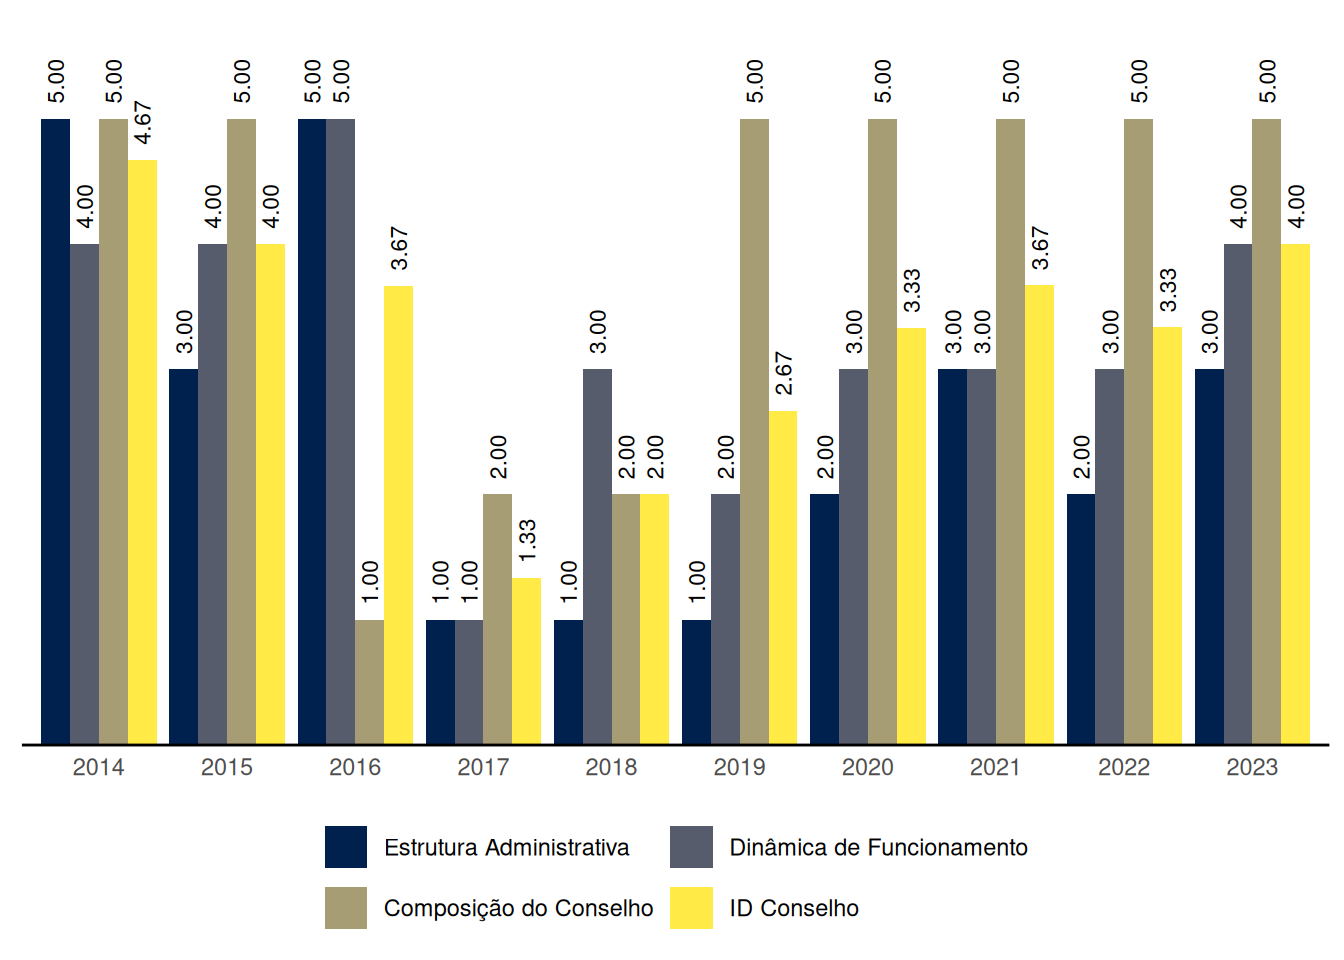 5.00 4.00 5.00 4.67 3.00 4.00 5.00 4.00 5.00 5.00 1.00 3.67 1.00 1.00 2.00 1.33 1.00 3.00 2.00 2.00 1.00 2.00 5.00 2.67 2.00 3.00 5.00 3.33 3.00 3.00 5.00 3.67 2.00 3.00 5.00 3.33 3.00 4.00 5.00 4.00
2014 2015 2016 2017 2018 2019 2020 2021 2022 2023
Estrutura Administrativa Dinâmica de Funcionamento
Composição do Conselho ID Conselho